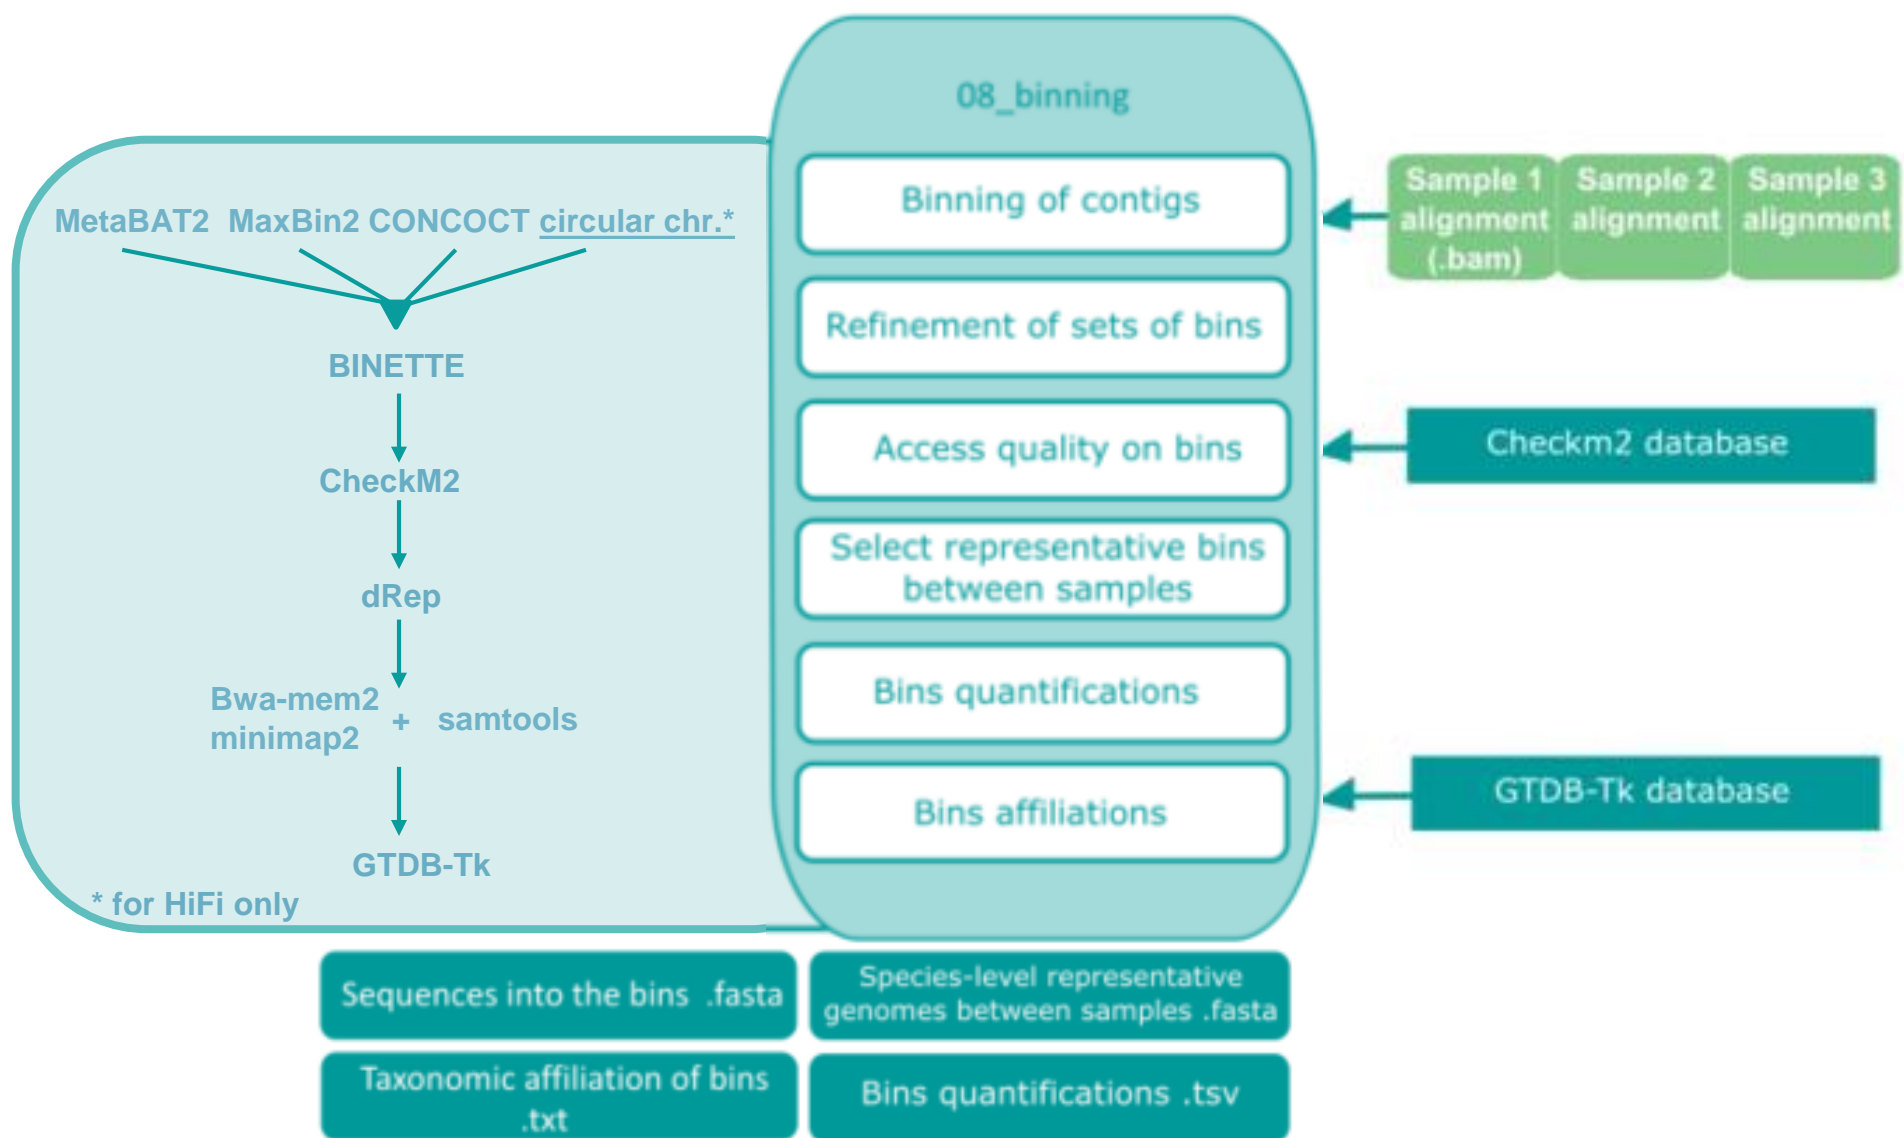 08_binning
MetaBAT2 MaxBin2 CONCOCT circular chr.*
BINETTE
CheckM2
dRep
Bwa-mem2
minimap2
+ samtools
GTDB-Tk
* for HiFi only
Binning of contigs
Refinement of sets of bins
Access quality on bins
Select representative bins
between samples
Bins quantifications
Bins affiliations
Sample 1
alignment
(.bam)
Sample 2
alignment
Sample 3
alignment
Checkm2 database
GTDB-Tk database
Sequences into the bins .fasta
Species-level representative
genomes between samples .fasta
Taxonomic affiliation of bins
.txt
Bins quantifications .tsv